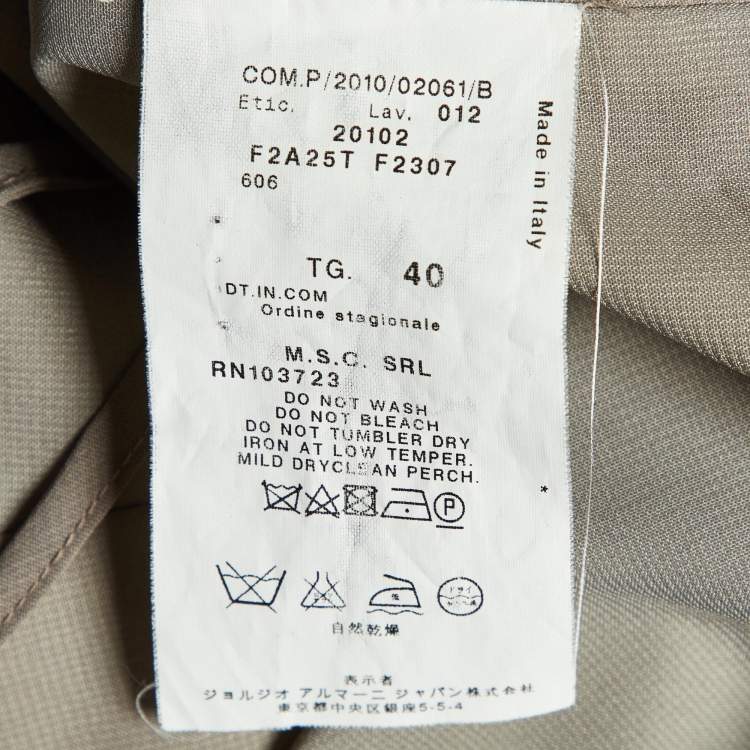 COM.P/2010/02061/B
Etic. Lav. 012
20102
F2A25T F2307
606
Made in Italy
TG. 40
DT.IN.COM
Ordine stagionale
M.S.C. SRL
RN103723
DO NOT WASH
DO NOT BLEACH
DO NOT TUMBLER DRY
IRON AT LOW TEMPER.
MILD DRYCLEAN PERCH.
*
P
自然乾燥
表示者
ジョルジオ アルマーニ ジャパン株式会社
東京都中央区銀座5-5-4